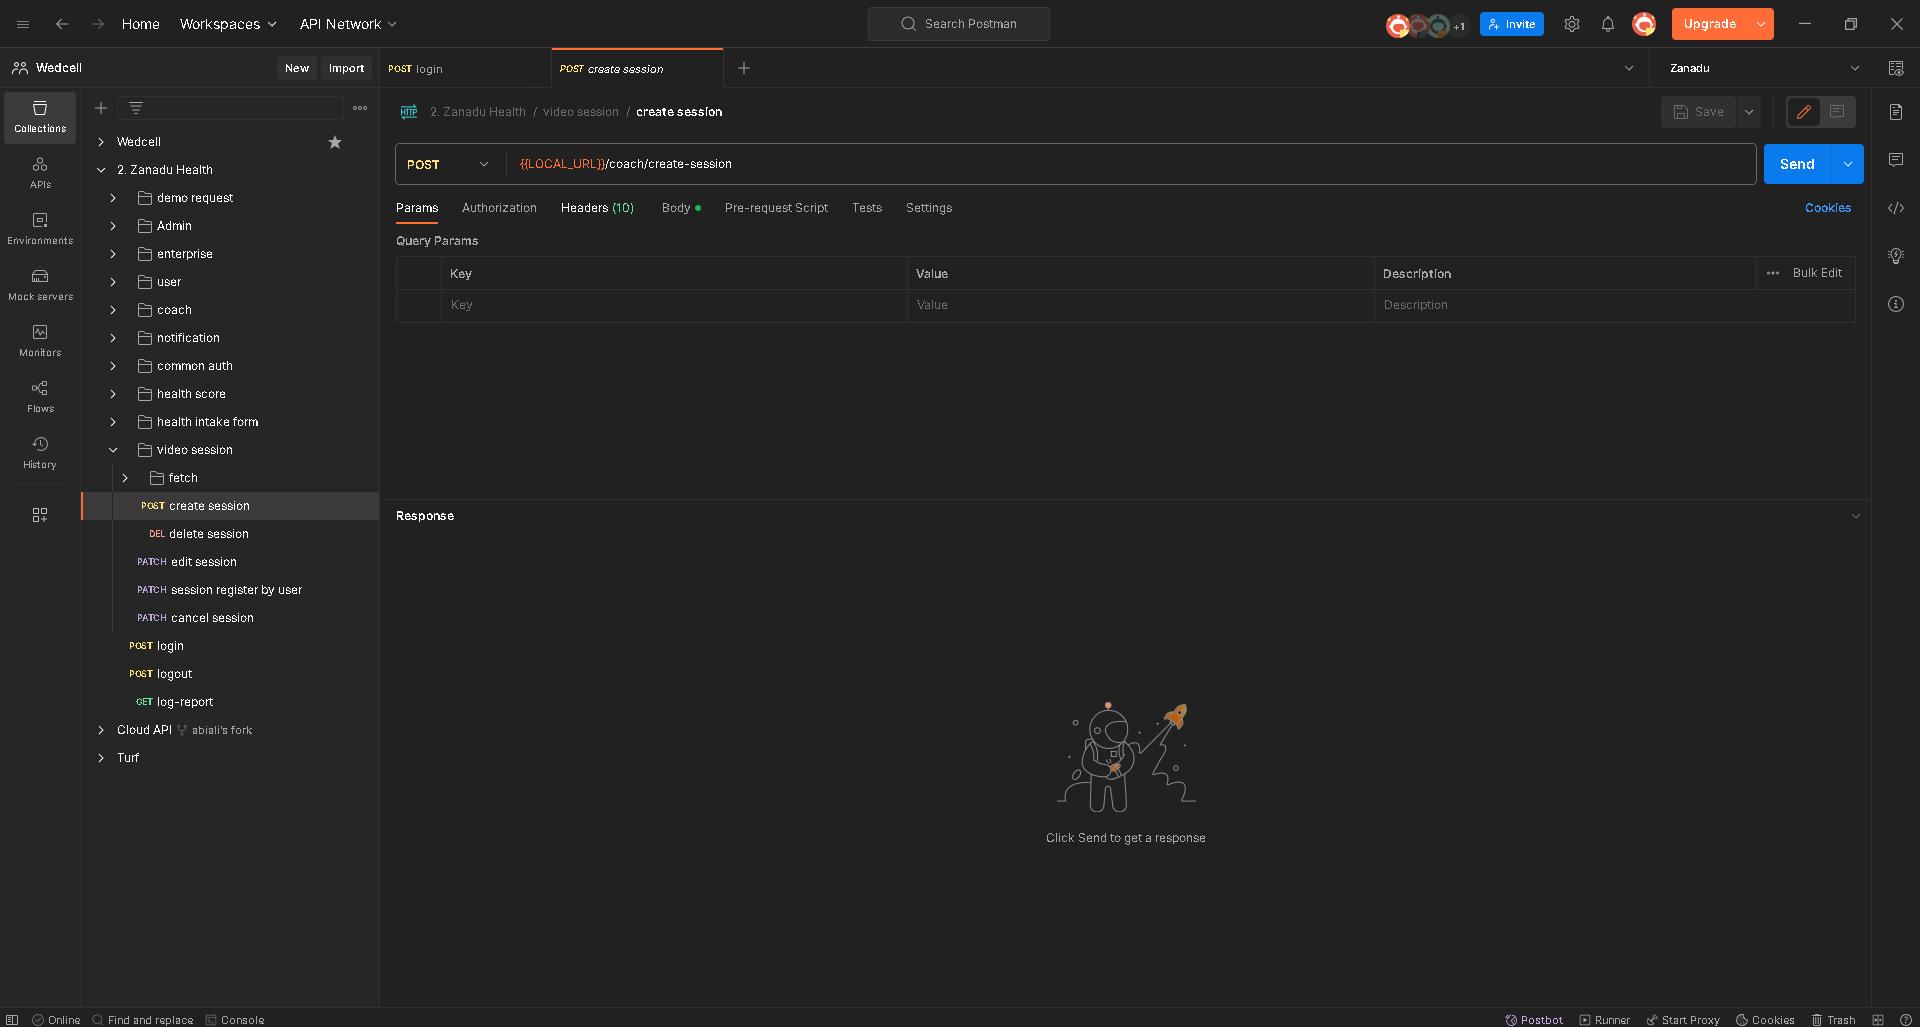 Home Workspaces API Network Search Postman +1 Invite Upgrade
Wedcell New Import POST login POST create session Zanadu
Collections
APIs
Environments
Mock servers
Monitors
Flows
History
Wedcell
2. Zanadu Health
demo request
Admin
enterprise
user
coach
notification
common auth
health score
health intake form
video session
fetch
POST create session
DEL delete session
PATCH edit session
PATCH session register by user
PATCH cancel session
POST login
POST logout
GET log-report
Cloud API abiali's fork
Turf
HTTP 2. Zanadu Health / video session / create session Save
POST {{LOCAL_URL}}/coach/create-session Send
Params Authorization Headers (10) Body Pre-request Script Tests Settings Cookies
Query Params
Key Value Description Bulk Edit
Key Value Description
Response
Click Send to get a response
Online Find and replace Console Postbot Runner Start Proxy Cookies Trash